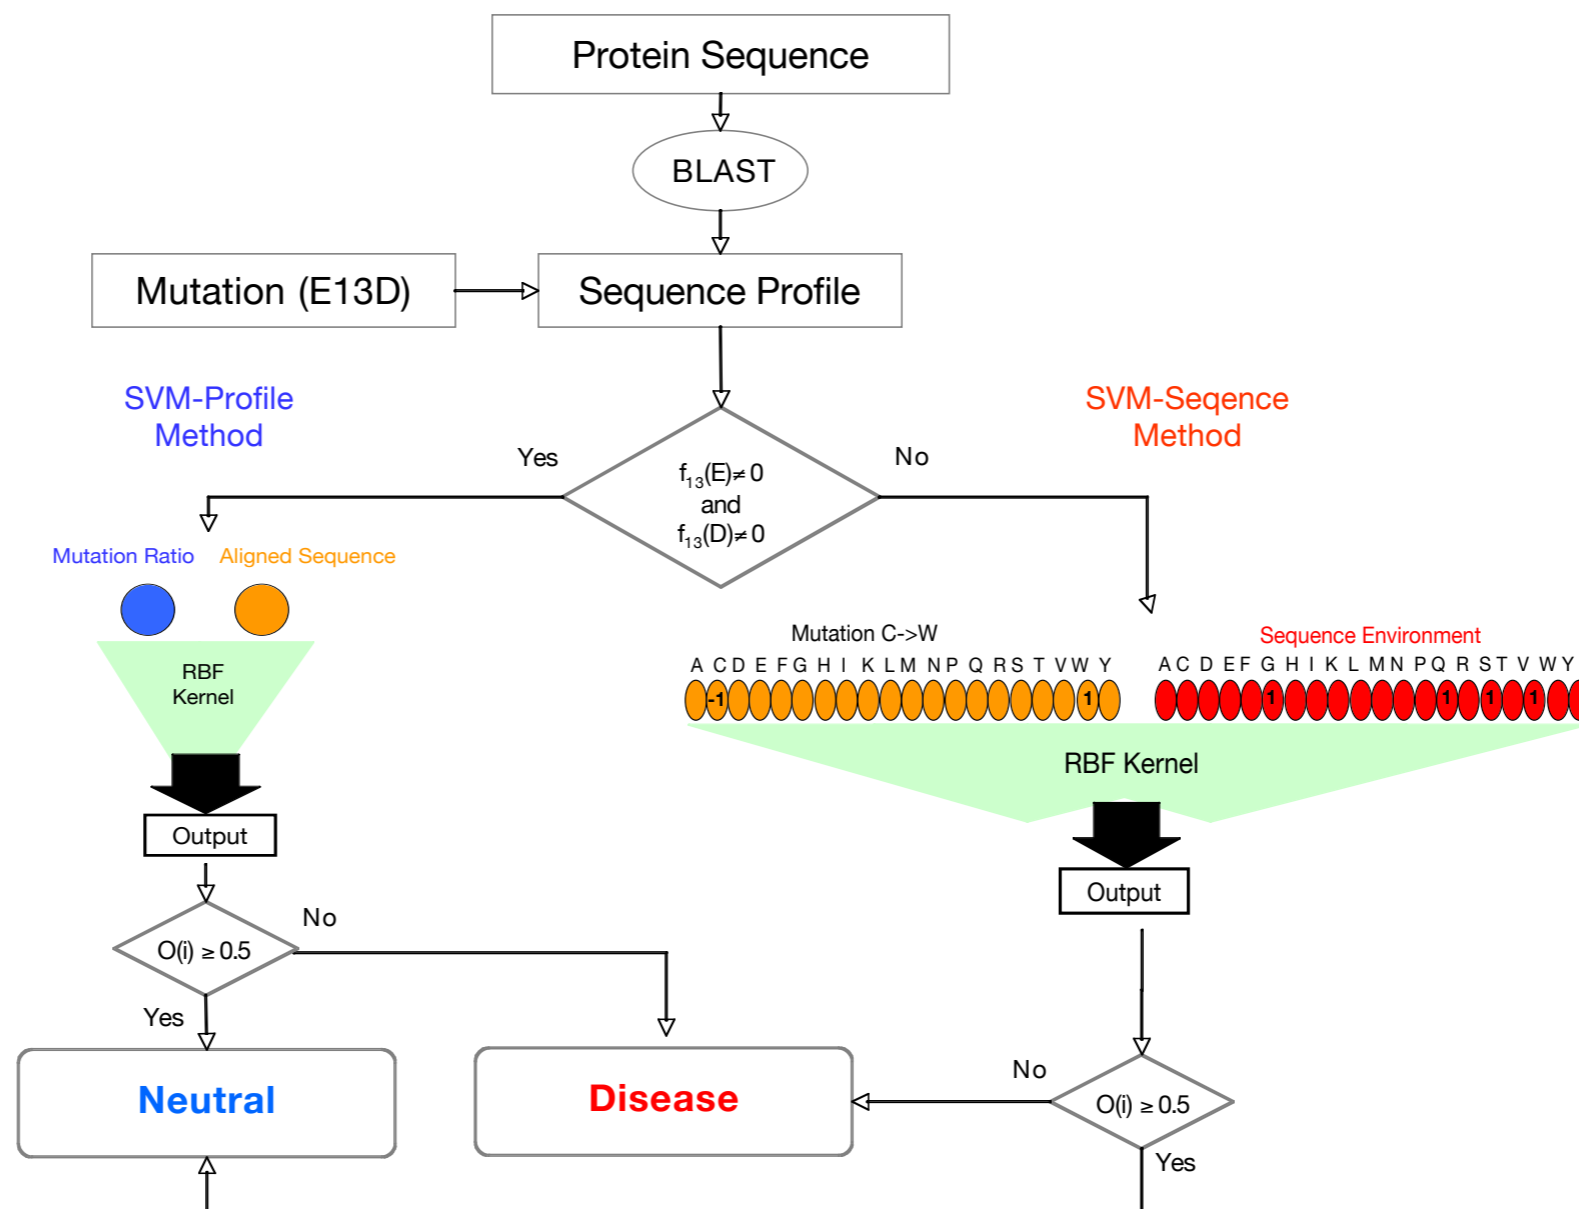 Protein Sequence
BLAST
Mutation (E13D)
Sequence Profile
SVM-Profile
Method
SVM-Seqence
Method
Yes
No
f13(E)≠0
and
f13(D)≠0
Mutation Ratio
Aligned Sequence
RBF
Kernel
Mutation C->W
Sequence Environment
A C D E F G H I K L M N P Q R S T V W Y
A C D E F G H I K L M N P Q R S T V W Y
-1 1
1 1 1 1
RBF Kernel
Output
Output
O(i) ≥ 0.5
No
Yes
Neutral
Disease
No
O(i) ≥ 0.5
Yes